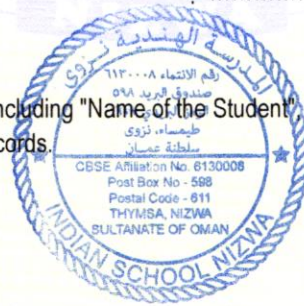 المدرسة الهندية نزوى
رقم الانتماء ٦١٣٠٠٠٨
صندوق البريد ٥٩٨
including "Name of the Student",
طيمساء، نزوى
cords.
سلطنة عمان
CBSE Affiliation No. 6130008
Post Box No - 598
Postal Code - 611
THYMSA, NIZWA
SULTANATE OF OMAN
INDIAN SCHOOL NIZWA